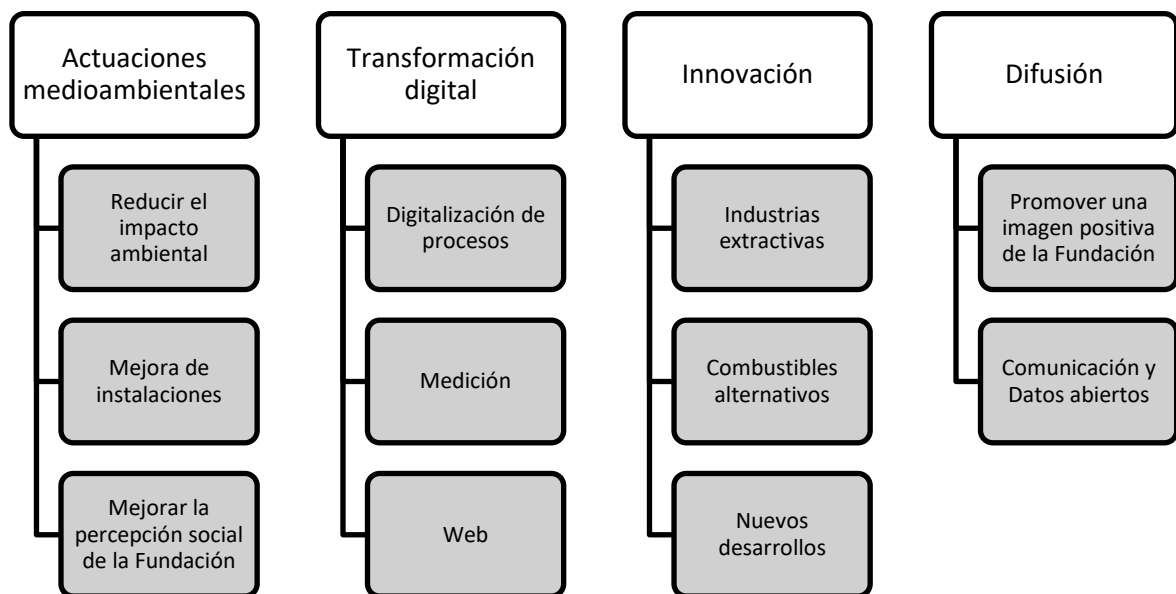 Actuaciones
medioambientales
Reducir el
impacto
ambiental
Mejora de
instalaciones
Mejorar la
percepción social
de la Fundación
Transformación
digital
Digitalización de
procesos
Medición
Web
Innovación
Industrias
extractivas
Combustibles
alternativos
Nuevos
desarrollos
Difusión
Promover una
imagen positiva
de la Fundación
Comunicación y
Datos abiertos